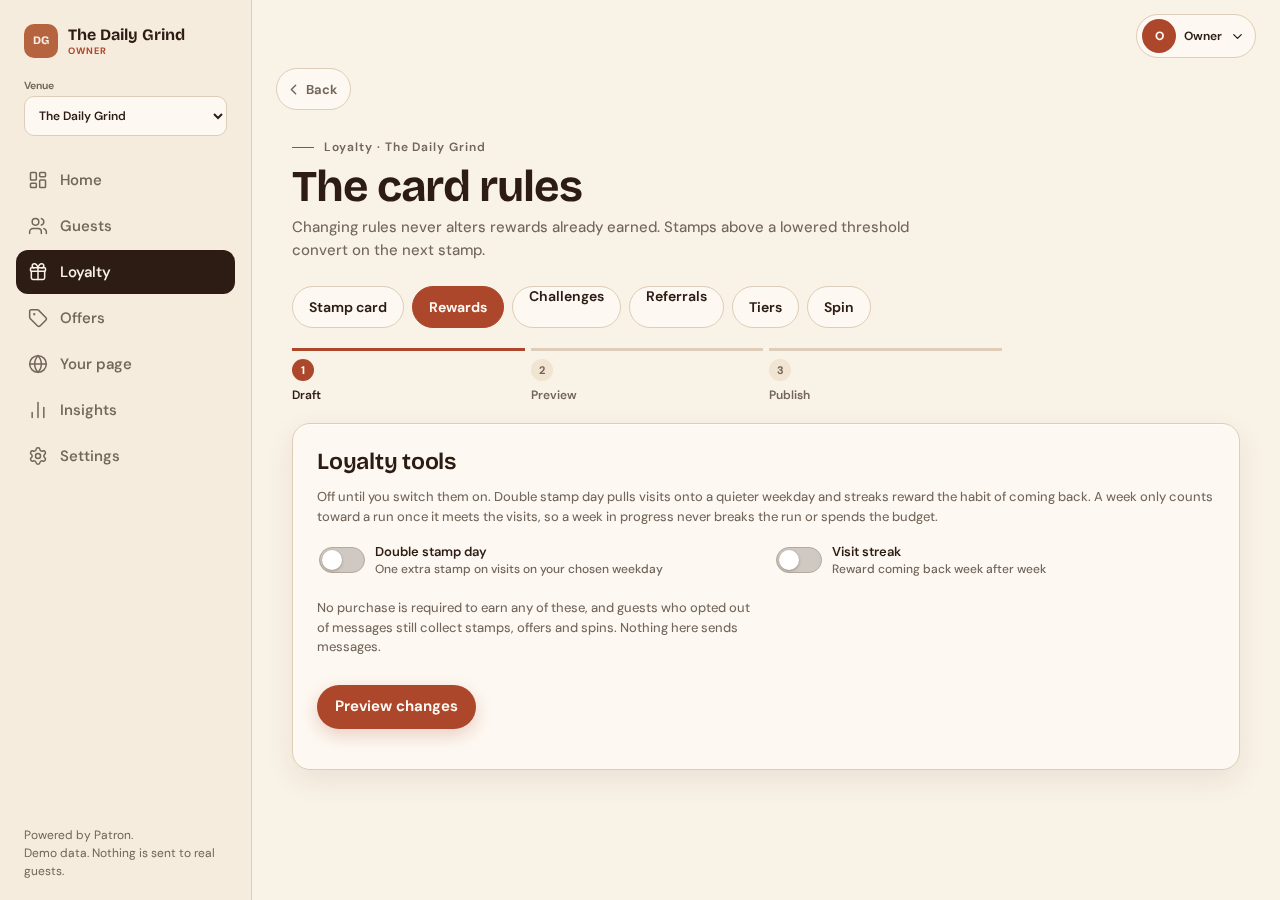 DG
The Daily Grind
OWNER
Venue
The Daily Grind
Home
Guests
Loyalty
Offers
Your page
Insights
Settings
Powered by Patron.
Demo data. Nothing is sent to real
guests.
O
Owner
Back
Loyalty · The Daily Grind
The card rules
Changing rules never alters rewards already earned. Stamps above a lowered threshold
convert on the next stamp.
Stamp card
Rewards
Challenges
Referrals
Tiers
Spin
1
Draft
2
Preview
3
Publish
Loyalty tools
Off until you switch them on. Double stamp day pulls visits onto a quieter weekday and streaks reward the habit of coming back. A week only counts
toward a run once it meets the visits, so a week in progress never breaks the run or spends the budget.
Double stamp day
One extra stamp on visits on your chosen weekday
Visit streak
Reward coming back week after week
No purchase is required to earn any of these, and guests who opted out
of messages still collect stamps, offers and spins. Nothing here sends
messages.
Preview changes